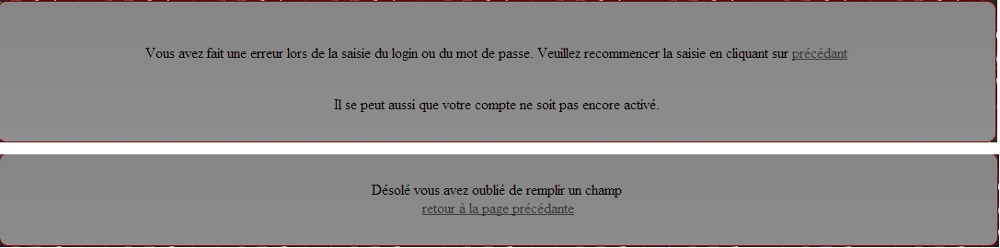 Vous avez fait une erreur lors de la saisie du login ou du mot de passe. Veuillez recommencer la saisie en cliquant sur précédant
Il se peut aussi que votre compte ne soit pas encore activé.
Désolé vous avez oublié de remplir un champ
retour à la page précédante